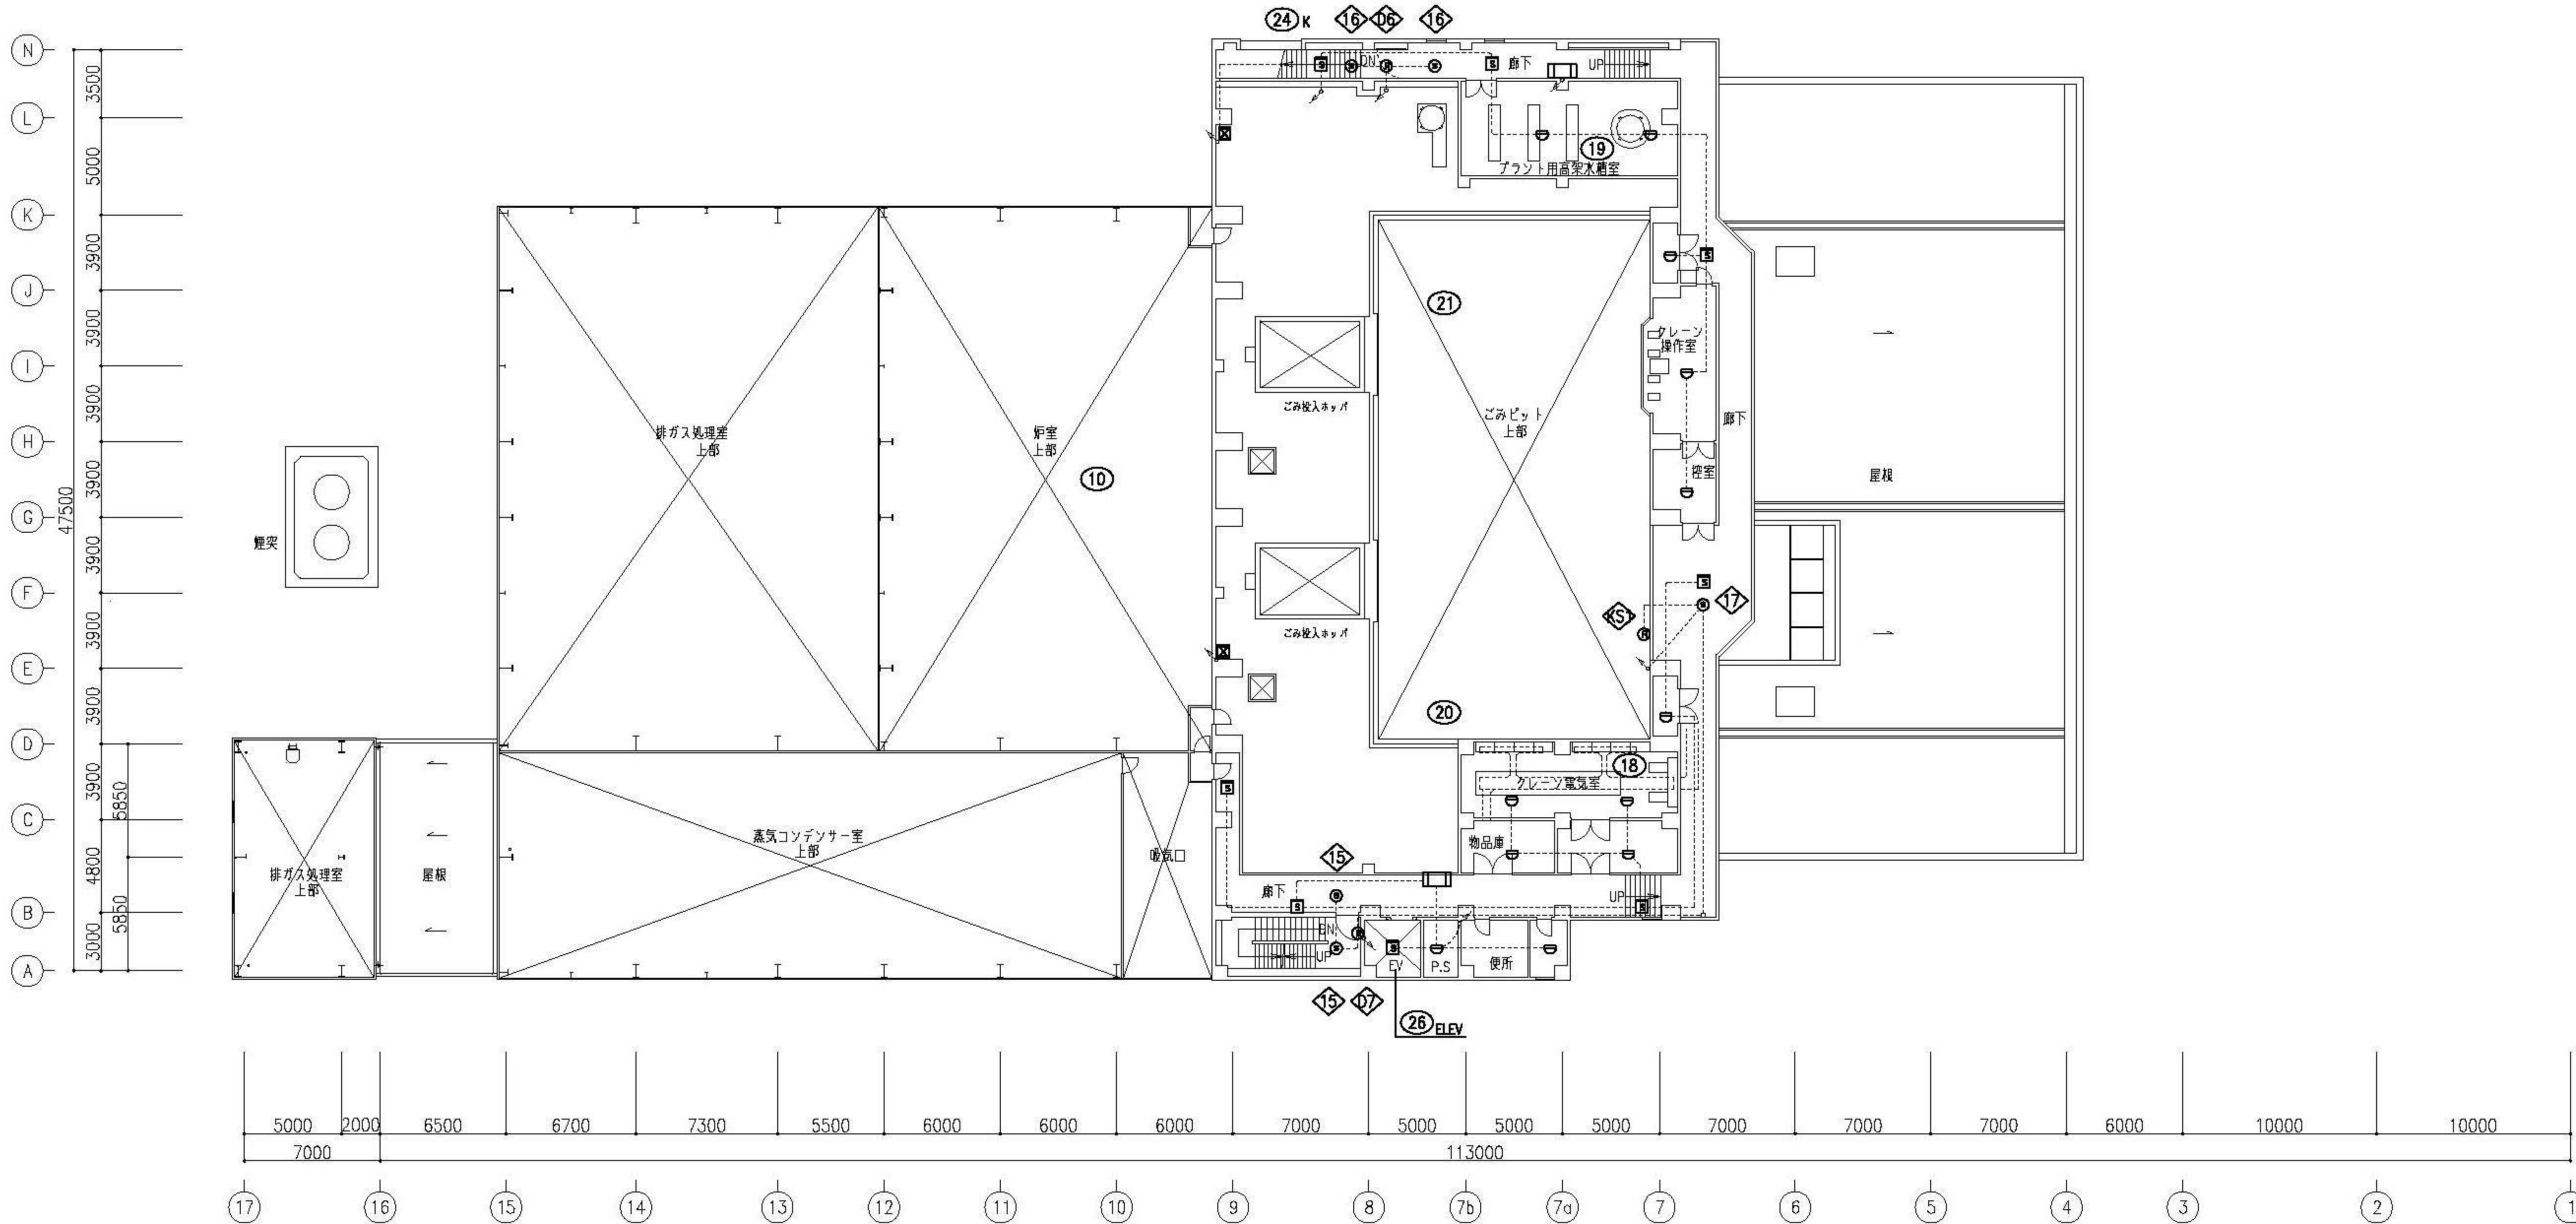 24 K 16 D6 16
N
3500
DN
S
S
廊下
UP
L
5000
19
プラント用高架水槽室
K
3900
S
J
21
3900
クレーン
操作室
I
ごみ投入ホッパ
3900
廊下
H
排ガス処理室
上部
炉室
上部
ごみピット
上部
10
3900
控室
屋根
47500
G
煙突
3900
S
F
17
KS1
R
ごみ投入ホッパ
3900
E
3900
20
D
18
クレーン電気室
3900
5850
S
C
蒸気コンデンサー室
上部
物品庫
15
吸気口
4800
排ガス処理室
上部
屋根
廊下
UP
S
S
B
5850
3000
DN
UP
S
EV
P.S
便所
A
15 D7
26 ELEV
5000 2000 6500 6700 7300 5500 6000 6000 6000 7000 5000 5000 5000 7000 7000 7000 6000 10000 10000
7000 113000
17 16 15 14 13 12 11 10 9 8 7b 7a 7 6 5 4 3 2 1